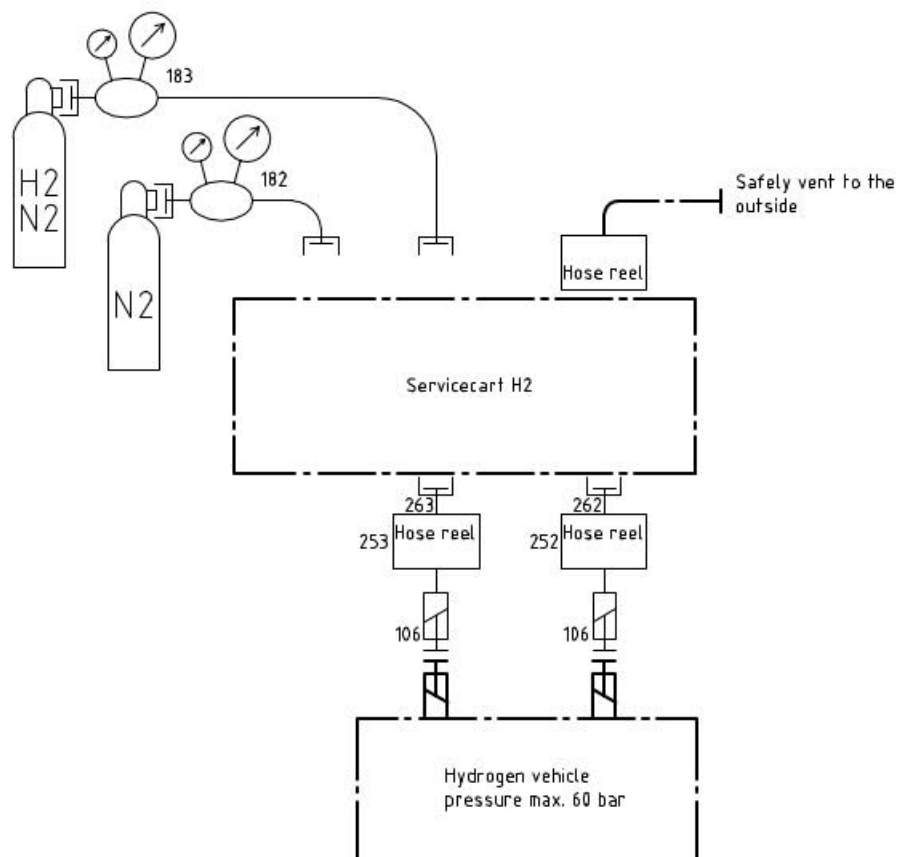 183
H2
N2
182
N2
Safely vent to the
outside
Hose reel
Servicecart H2
263
262
253
Hose reel
252
Hose reel
106
106
Hydrogen vehicle
pressure max. 60 bar